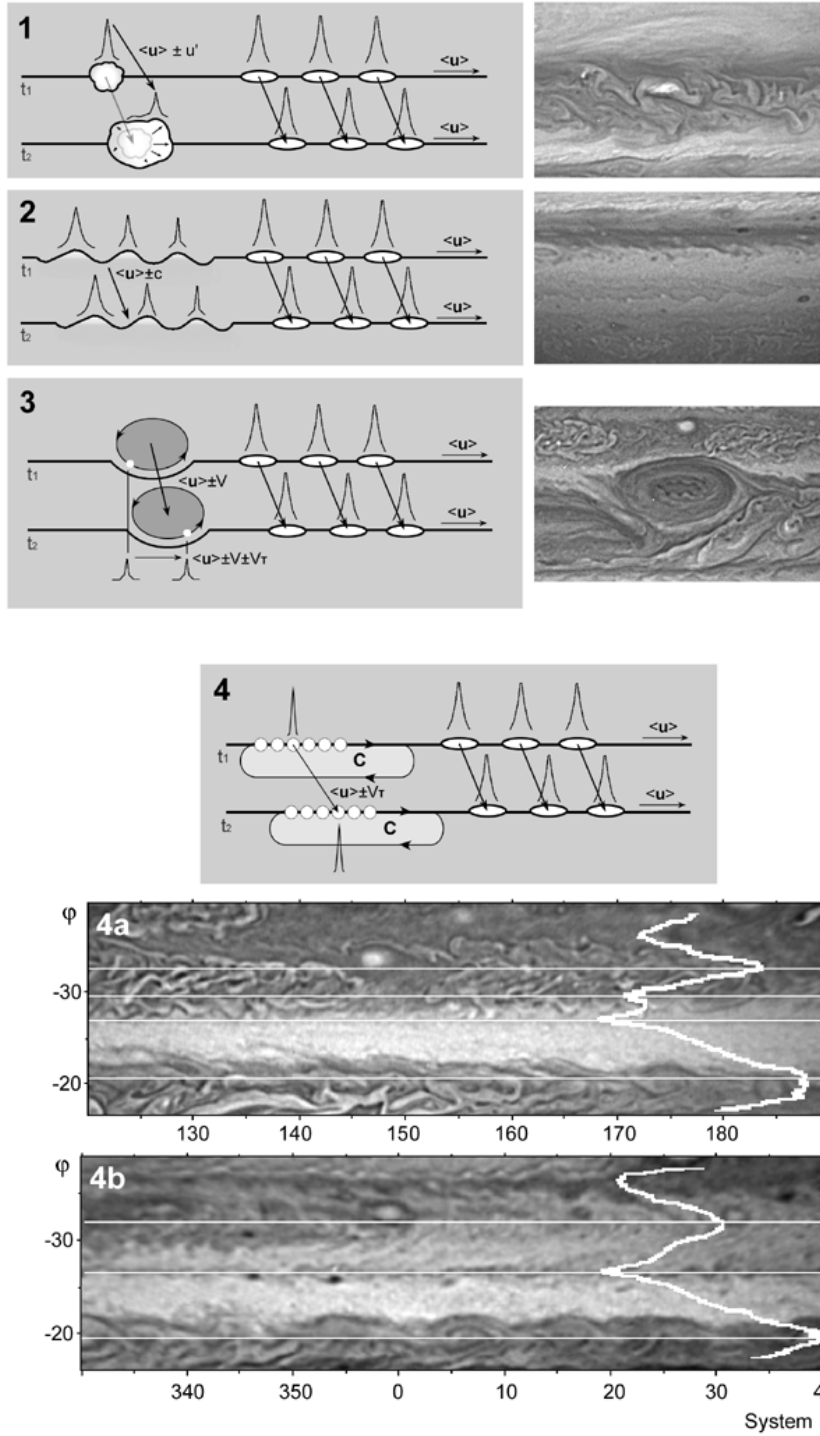 1
<u> ± u'
<u>
t1
<u>
t2
2
<u>
t1
<u>±c
<u>
t2
3
<u>
t1
<u>±V
<u>
t2
<u>±V±VT
4
<u>
t1
C
<u>±VT
<u>
t2
C
φ
4a
-30
-20
130 140 150 160 170 180
φ
4b
-30
-20
340 350 0 10 20 30 4
System